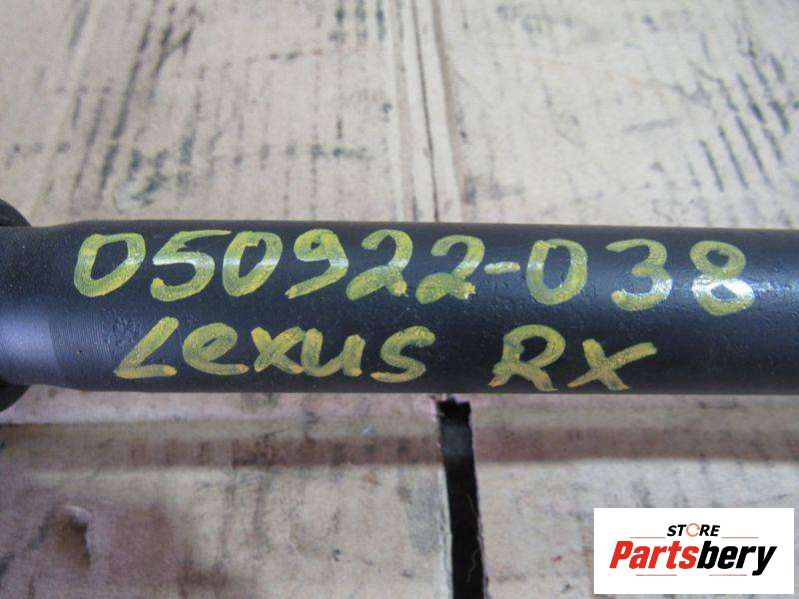 050922-038
Lexus RX
STORE
Partsbery